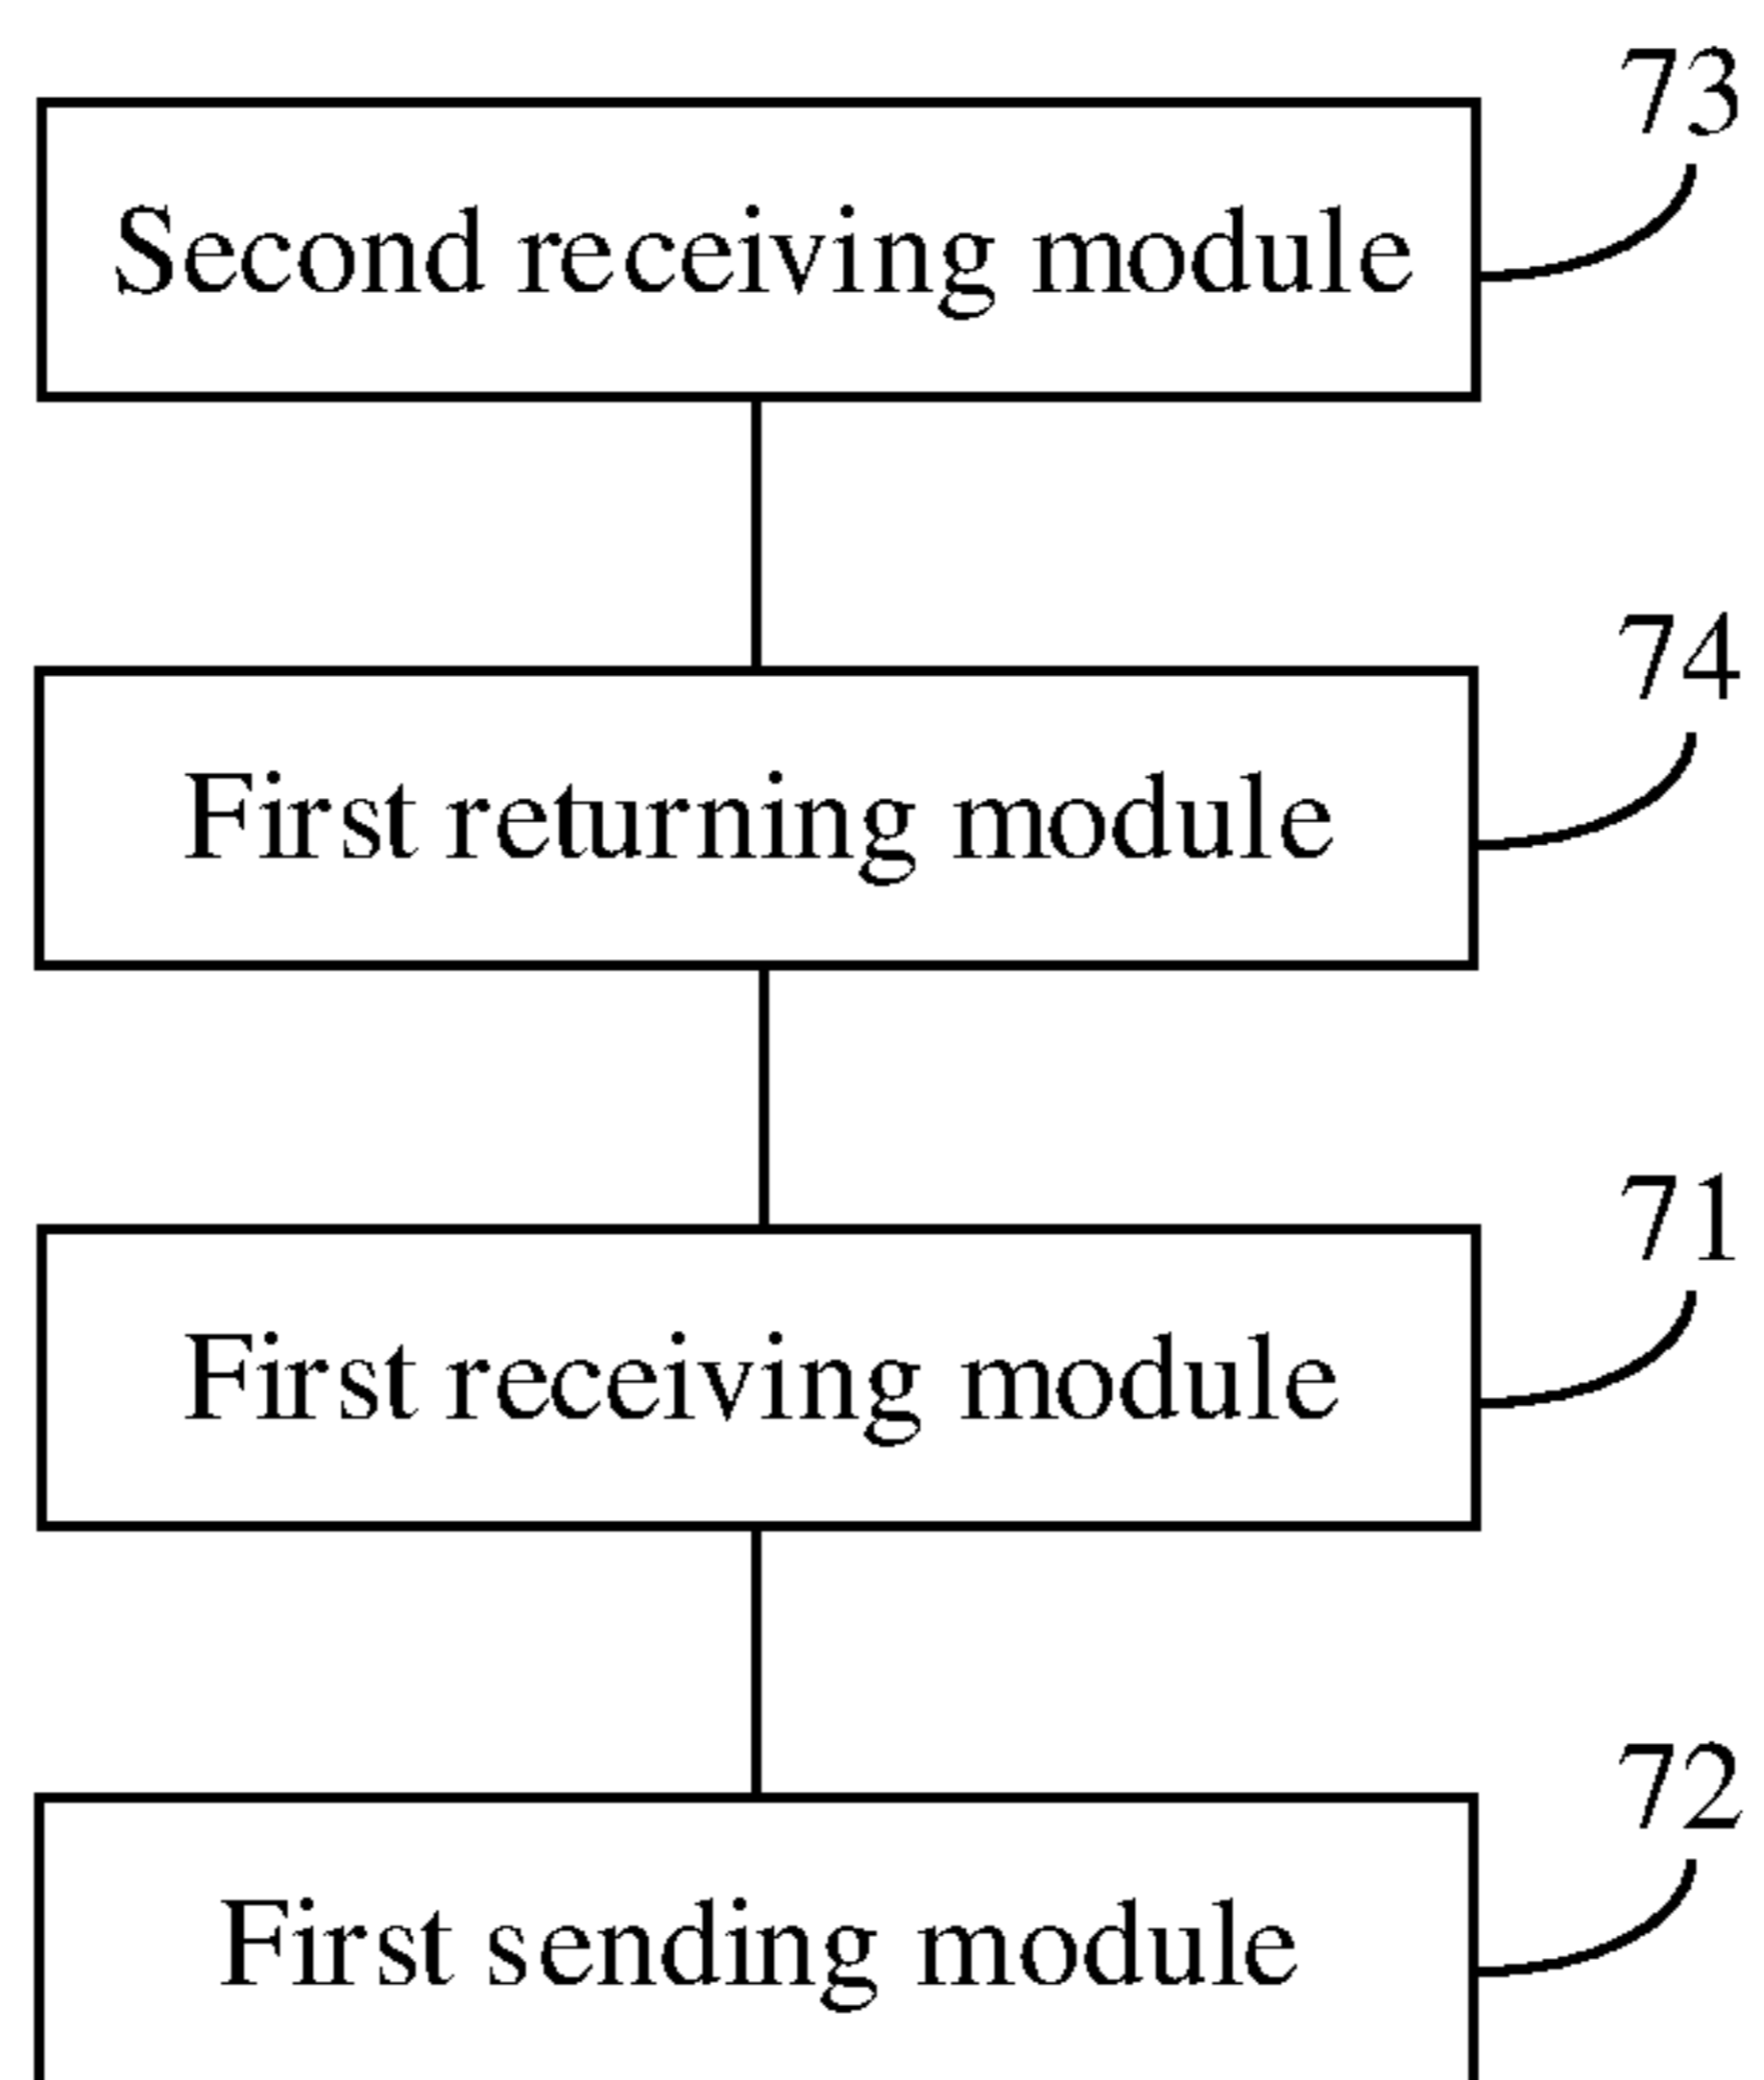 73
Second receiving module
74
First returning module
71
First receiving module
72
First sending module